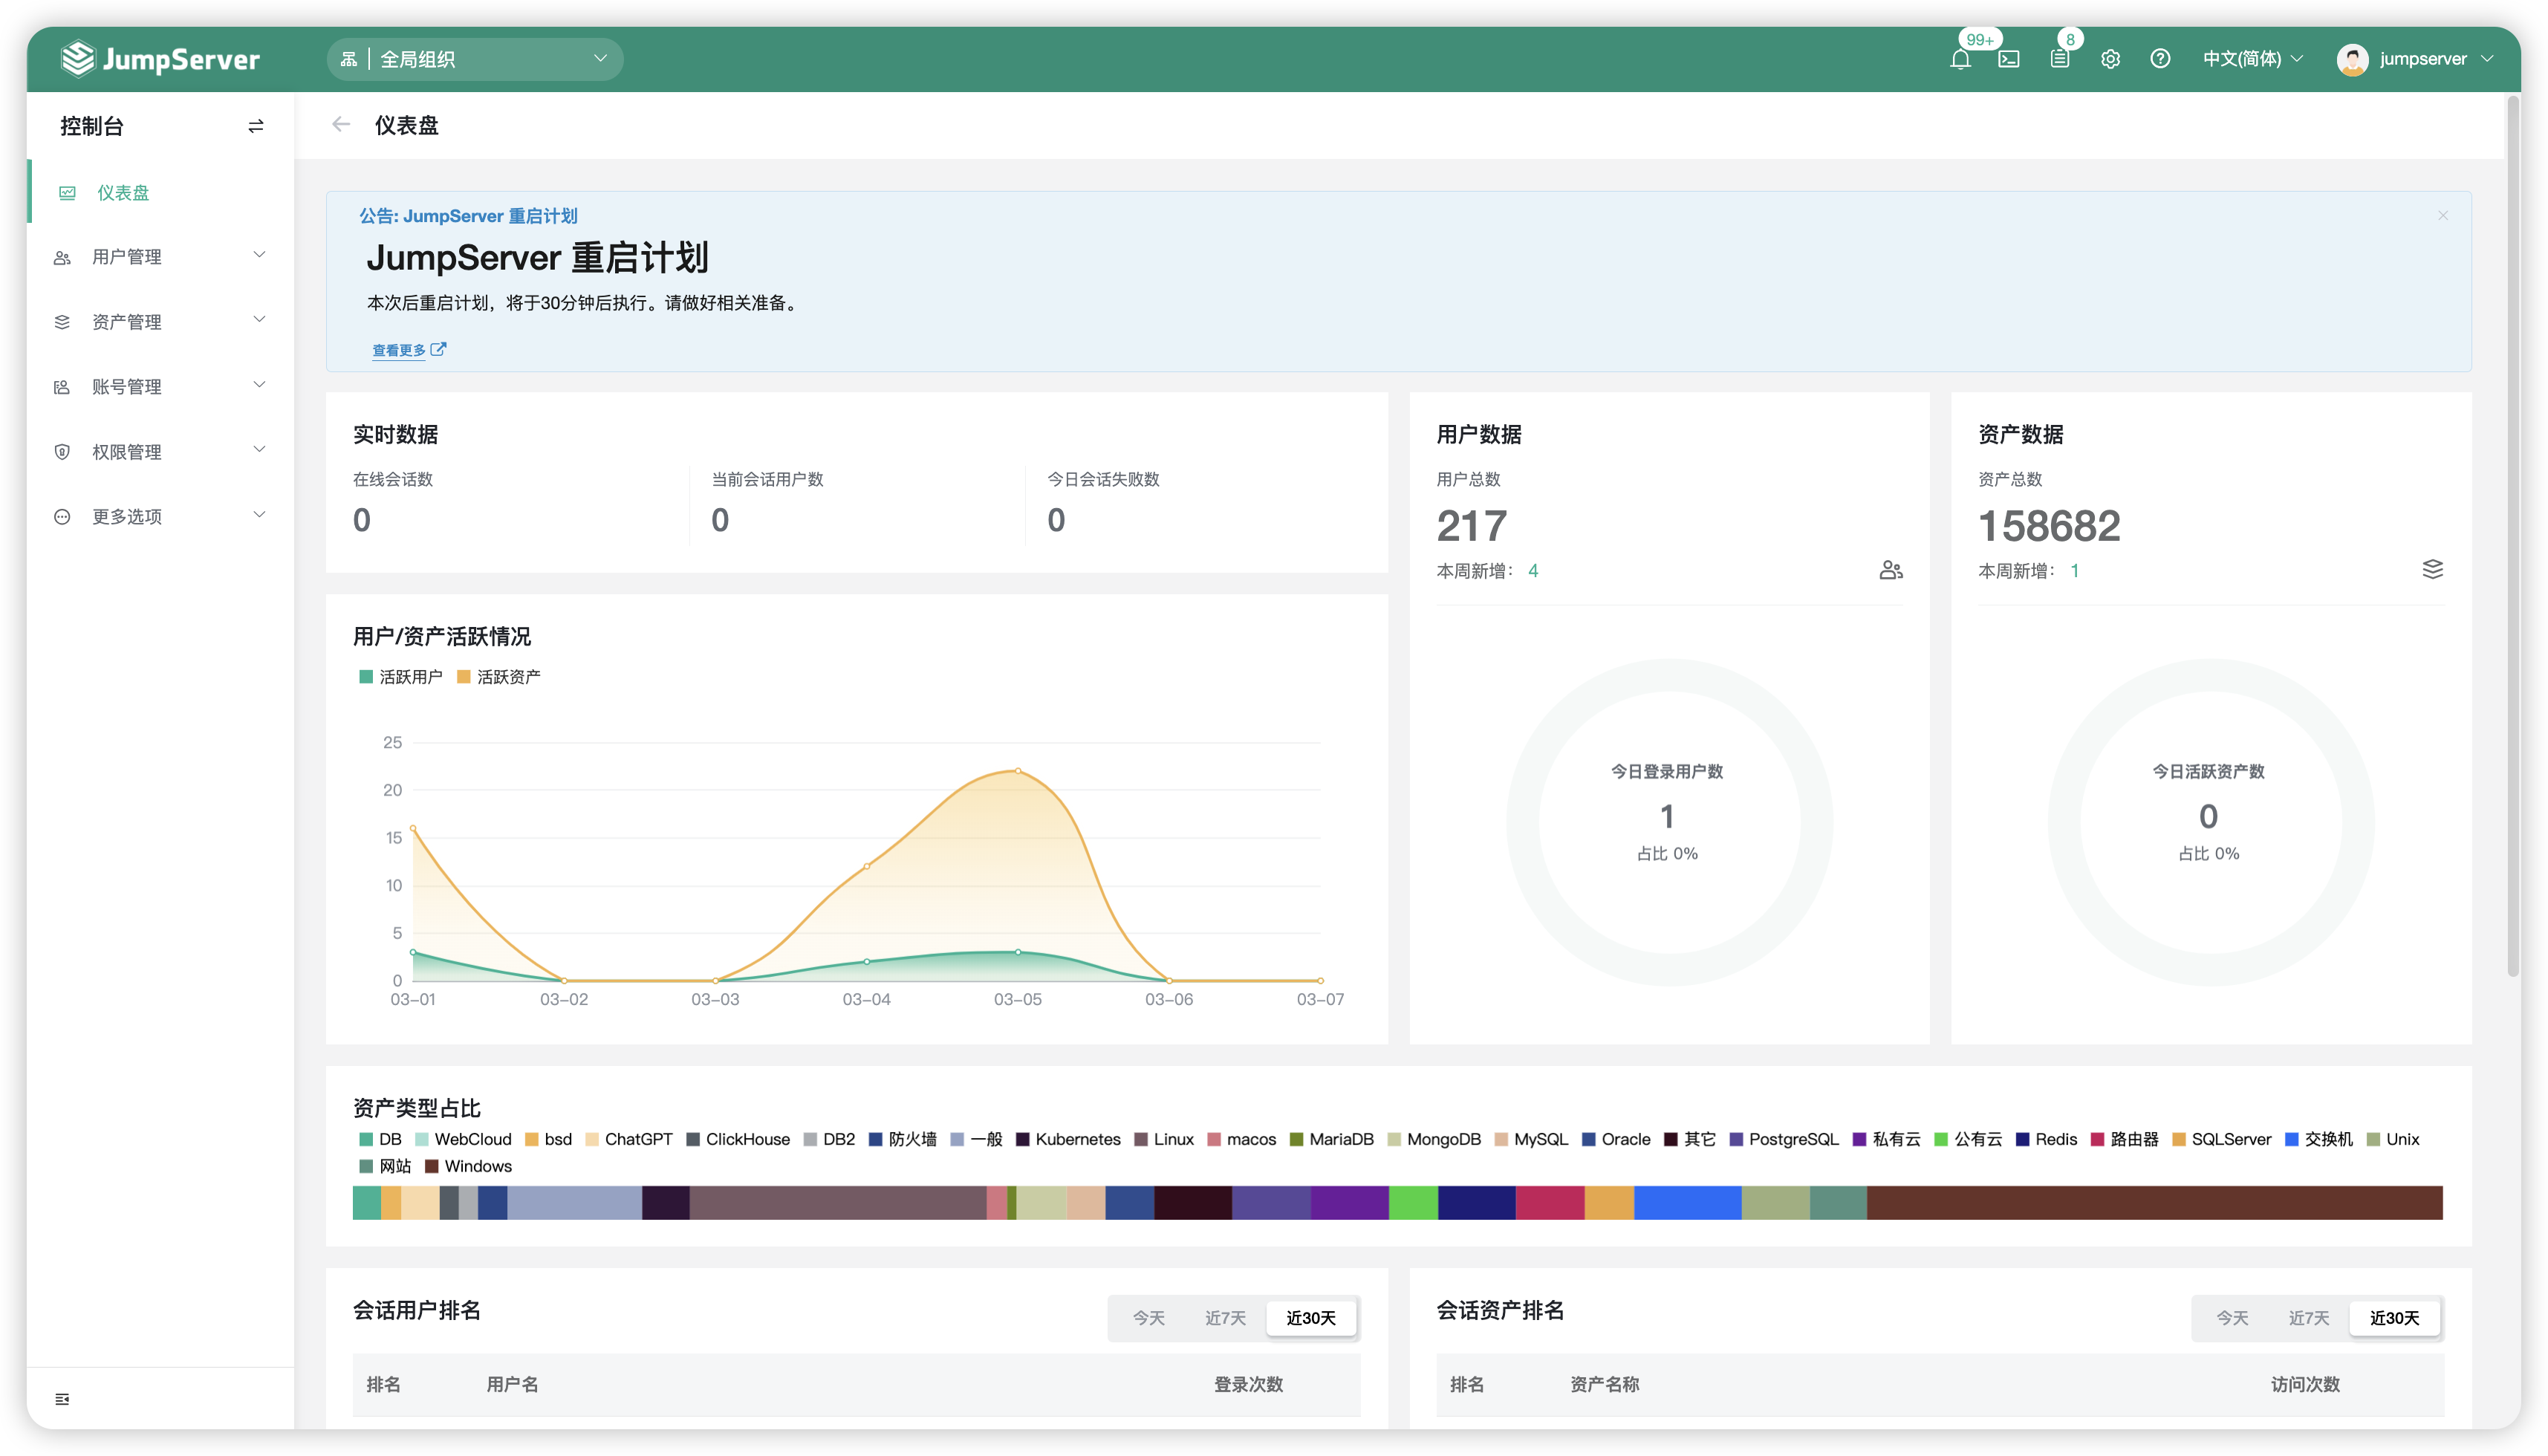 JumpServer
全局组织
99+
8
中文(简体)
jumpserver
控制台
仪表盘
用户管理
资产管理
账号管理
权限管理
更多选项
仪表盘
公告: JumpServer 重启计划
JumpServer 重启计划
本次后重启计划，将于30分钟后执行。请做好相关准备。
查看更多
实时数据
在线会话数 当前会话用户数 今日会话失败数
0 0 0
用户数据
用户总数
217
本周新增： 4
今日登录用户数
1
占比 0%
资产数据
资产总数
158682
本周新增： 1
今日活跃资产数
0
占比 0%
用户/资产活跃情况
活跃用户 活跃资产
25
20
15
10
5
0
03-01 03-02 03-03 03-04 03-05 03-06 03-07
资产类型占比
DB WebCloud bsd ChatGPT ClickHouse DB2 防火墙 一般 Kubernetes Linux macos MariaDB MongoDB MySQL Oracle 其它 PostgreSQL 私有云 公有云 Redis 路由器 SQLServer 交换机 Unix
网站 Windows
会话用户排名
今天 近7天 近30天
排名 用户名 登录次数
会话资产排名
今天 近7天 近30天
排名 资产名称 访问次数